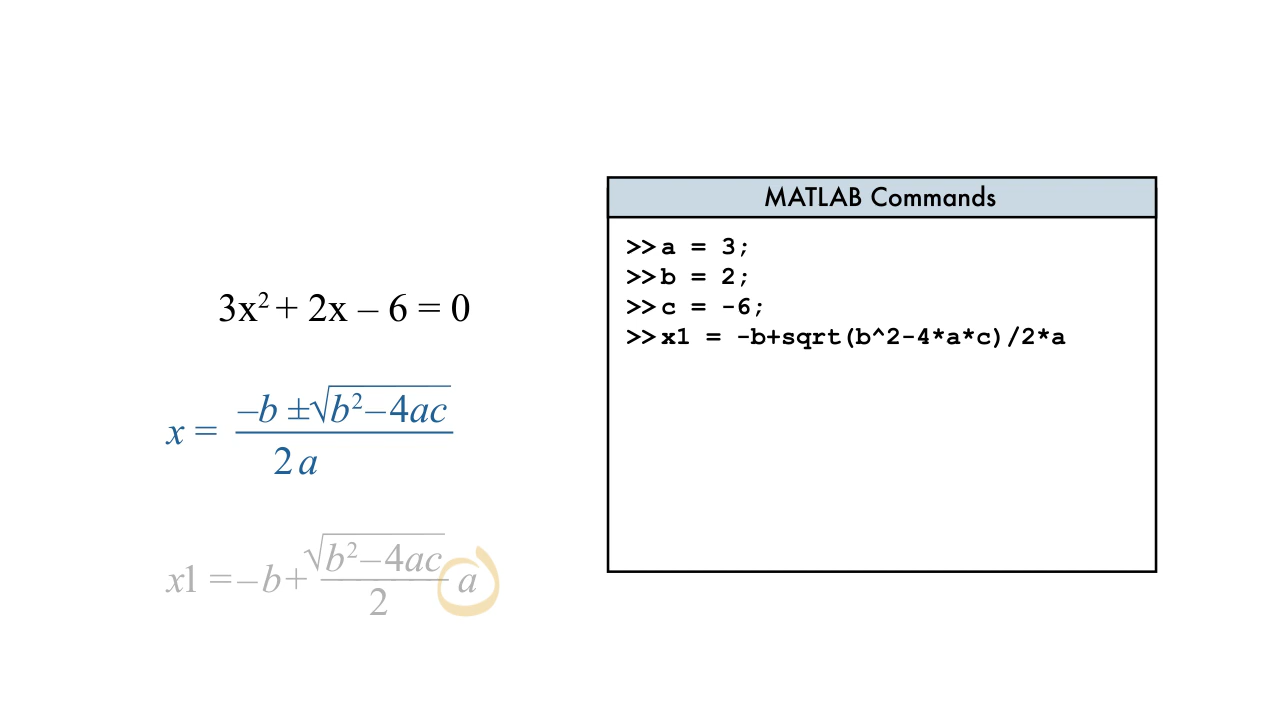 3x² + 2x – 6 = 0
x = –b ±√b²–4ac / 2a
x1 = –b+ √b²–4ac / 2 a
MATLAB Commands
>>a = 3;
>>b = 2;
>>c = -6;
>>x1 = -b+sqrt(b^2-4*a*c)/2*a